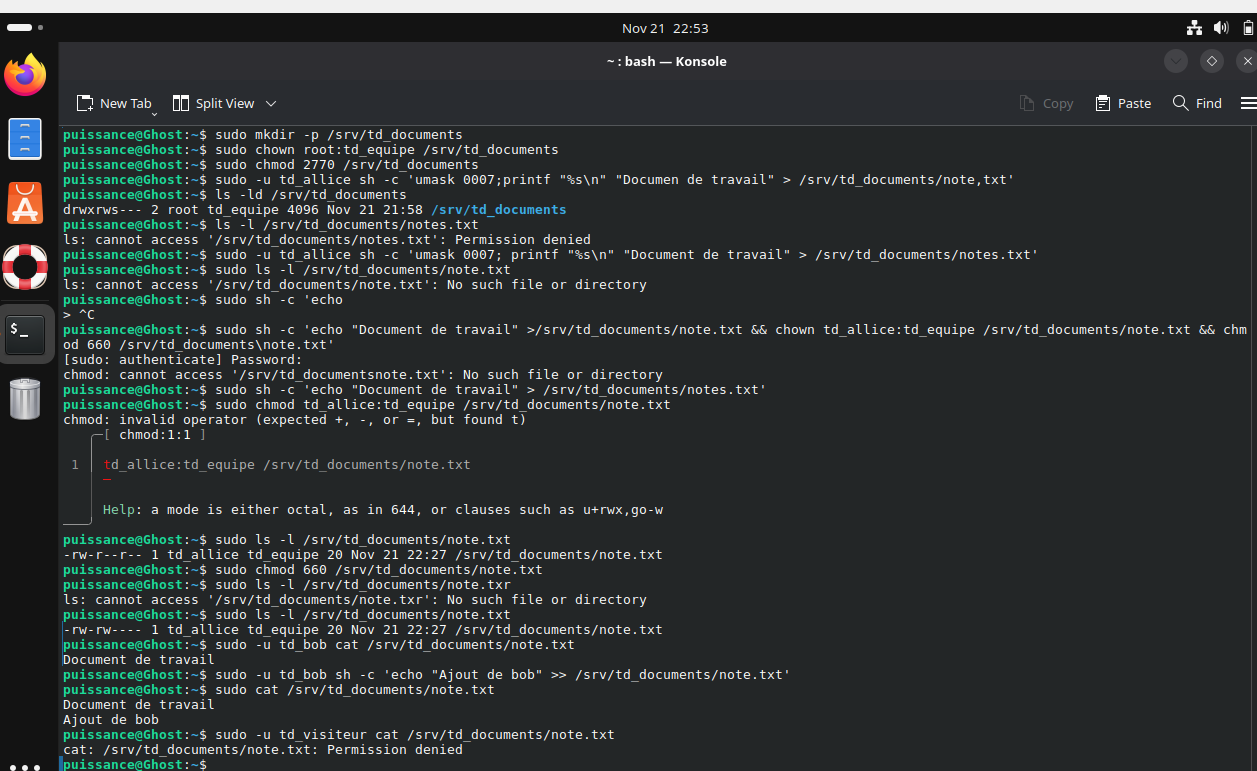 Nov 21 22:53
~ : bash — Konsole
New Tab
Split View
Copy
Paste
Find
puissance@Ghost:~$ sudo mkdir -p /srv/td_documents
puissance@Ghost:~$ sudo chown root:td_equipe /srv/td_documents
puissance@Ghost:~$ sudo chmod 2770 /srv/td_documents
puissance@Ghost:~$ sudo -u td_allice sh -c 'umask 0007;printf "%s\n" "Documen de travail" > /srv/td_documents/note,txt'
puissance@Ghost:~$ ls -ld /srv/td_documents
drwxrws--- 2 root td_equipe 4096 Nov 21 21:58 /srv/td_documents
puissance@Ghost:~$ ls -l /srv/td_documents/notes.txt
ls: cannot access '/srv/td_documents/notes.txt': Permission denied
puissance@Ghost:~$ sudo -u td_allice sh -c 'umask 0007; printf "%s\n" "Document de travail" > /srv/td_documents/notes.txt'
puissance@Ghost:~$ sudo ls -l /srv/td_documents/note.txt
ls: cannot access '/srv/td_documents/note.txt': No such file or directory
puissance@Ghost:~$ sudo sh -c 'echo
> ^C
puissance@Ghost:~$ sudo sh -c 'echo "Document de travail" >/srv/td_documents/note.txt && chown td_allice:td_equipe /srv/td_documents/note.txt && chm
od 660 /srv/td_documents\note.txt'
[sudo: authenticate] Password:
chmod: cannot access '/srv/td_documentsnote.txt': No such file or directory
puissance@Ghost:~$ sudo sh -c 'echo "Document de travail" > /srv/td_documents/notes.txt'
puissance@Ghost:~$ sudo chmod td_allice:td_equipe /srv/td_documents/note.txt
chmod: invalid operator (expected +, -, or =, but found t)
[ chmod:1:1 ]
1 td_allice:td_equipe /srv/td_documents/note.txt
Help: a mode is either octal, as in 644, or clauses such as u+rwx,go-w
puissance@Ghost:~$ sudo ls -l /srv/td_documents/note.txt
-rw-r--r-- 1 td_allice td_equipe 20 Nov 21 22:27 /srv/td_documents/note.txt
puissance@Ghost:~$ sudo chmod 660 /srv/td_documents/note.txt
puissance@Ghost:~$ sudo ls -l /srv/td_documents/note.txr
ls: cannot access '/srv/td_documents/note.txr': No such file or directory
puissance@Ghost:~$ sudo ls -l /srv/td_documents/note.txt
-rw-rw---- 1 td_allice td_equipe 20 Nov 21 22:27 /srv/td_documents/note.txt
puissance@Ghost:~$ sudo -u td_bob cat /srv/td_documents/note.txt
Document de travail
puissance@Ghost:~$ sudo -u td_bob sh -c 'echo "Ajout de bob" >> /srv/td_documents/note.txt'
puissance@Ghost:~$ sudo cat /srv/td_documents/note.txt
Document de travail
Ajout de bob
puissance@Ghost:~$ sudo -u td_visiteur cat /srv/td_documents/note.txt
cat: /srv/td_documents/note.txt: Permission denied
puissance@Ghost:~$